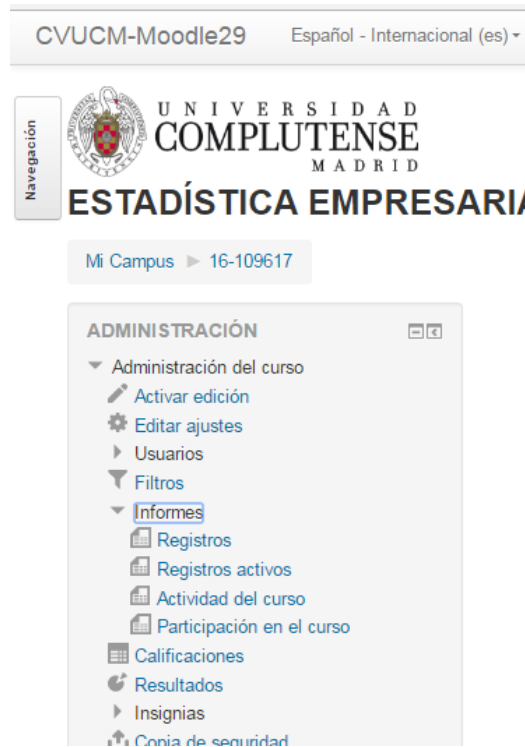 CVUCM-Moodle29 Español - Internacional (es)
Navegación
UNIVERSIDAD
COMPLUTENSE
MADRID
ESTADÍSTICA EMPRESARIA
Mi Campus ▶ 16-109617
ADMINISTRACIÓN
Administración del curso
Activar edición
Editar ajustes
Usuarios
Filtros
Informes
Registros
Registros activos
Actividad del curso
Participación en el curso
Calificaciones
Resultados
Insignias
Copia de seguridad